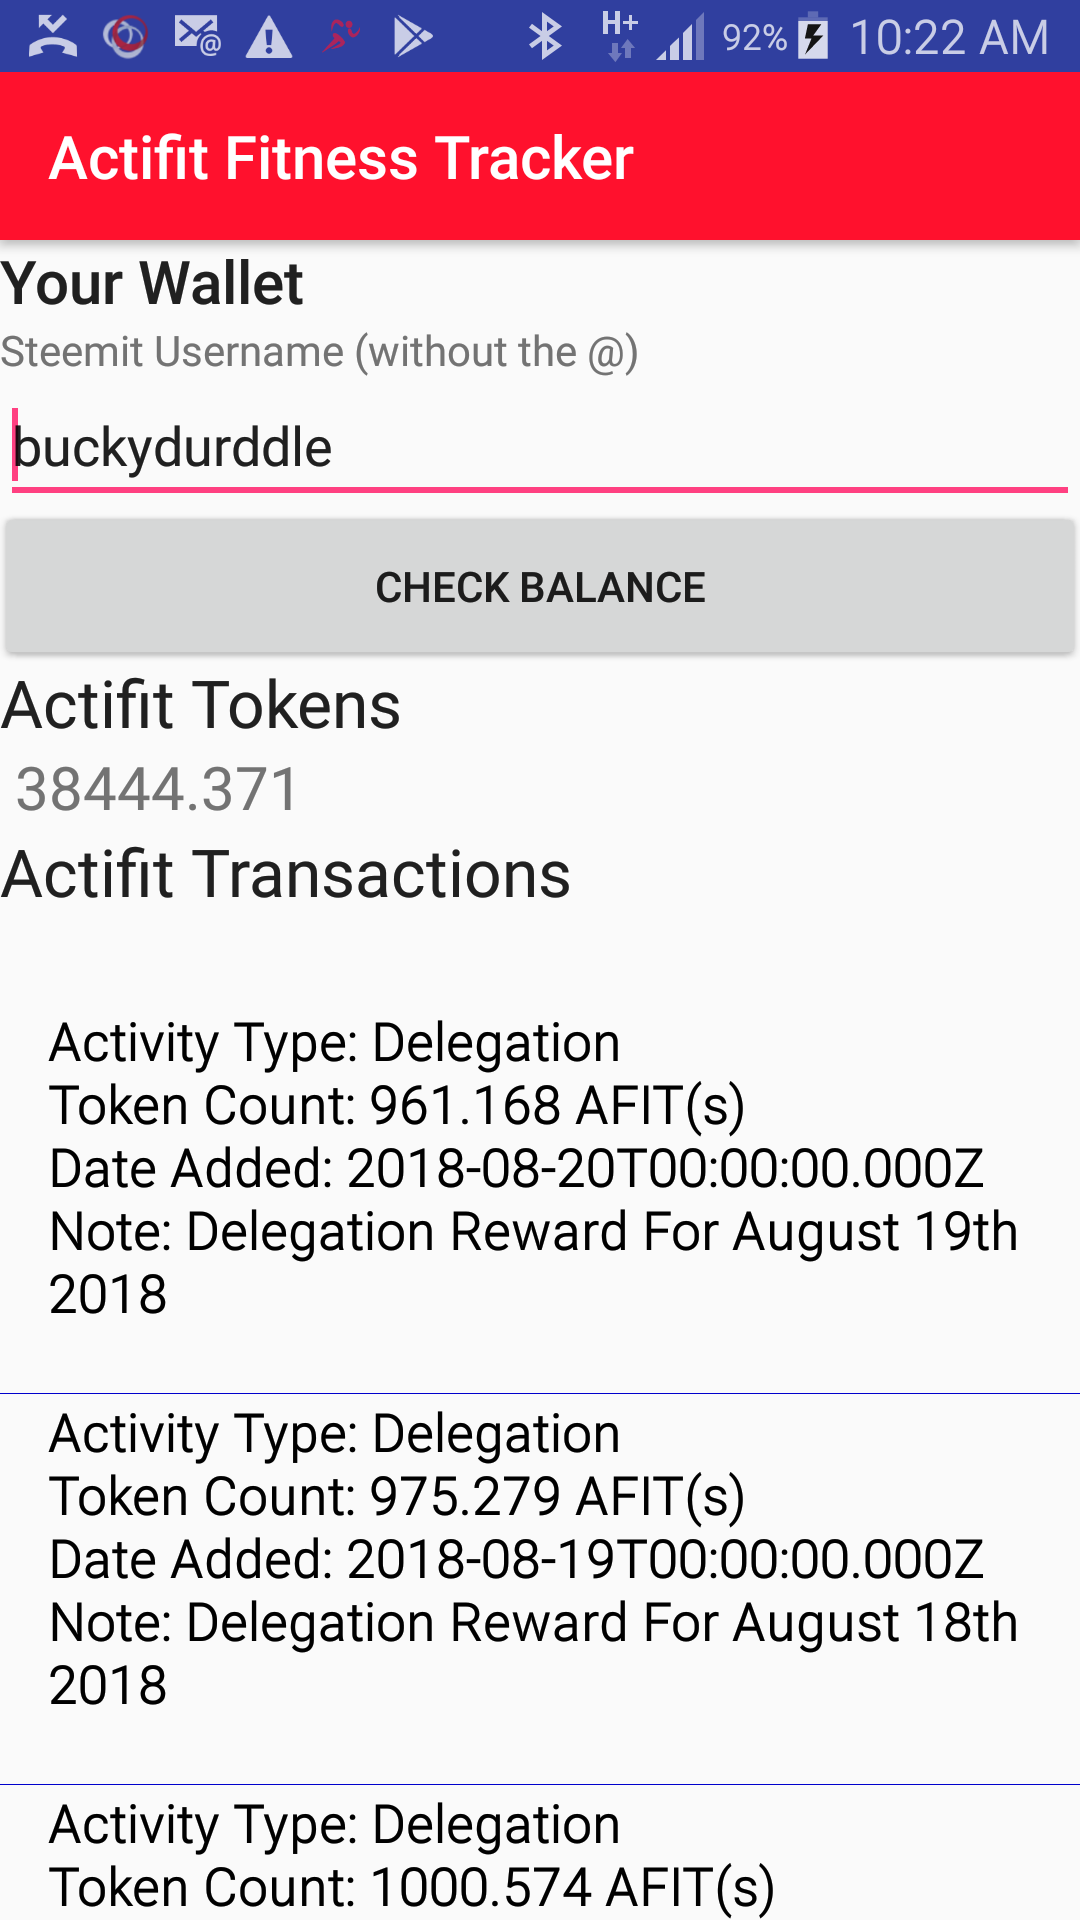 H+ 92% 10:22 AM
Actifit Fitness Tracker
Your Wallet
Steemit Username (without the @)
buckydurddle
CHECK BALANCE
Actifit Tokens
38444.371
Actifit Transactions
Activity Type: Delegation
Token Count: 961.168 AFIT(s)
Date Added: 2018-08-20T00:00:00.000Z
Note: Delegation Reward For August 19th
2018
Activity Type: Delegation
Token Count: 975.279 AFIT(s)
Date Added: 2018-08-19T00:00:00.000Z
Note: Delegation Reward For August 18th
2018
Activity Type: Delegation
Token Count: 1000.574 AFIT(s)